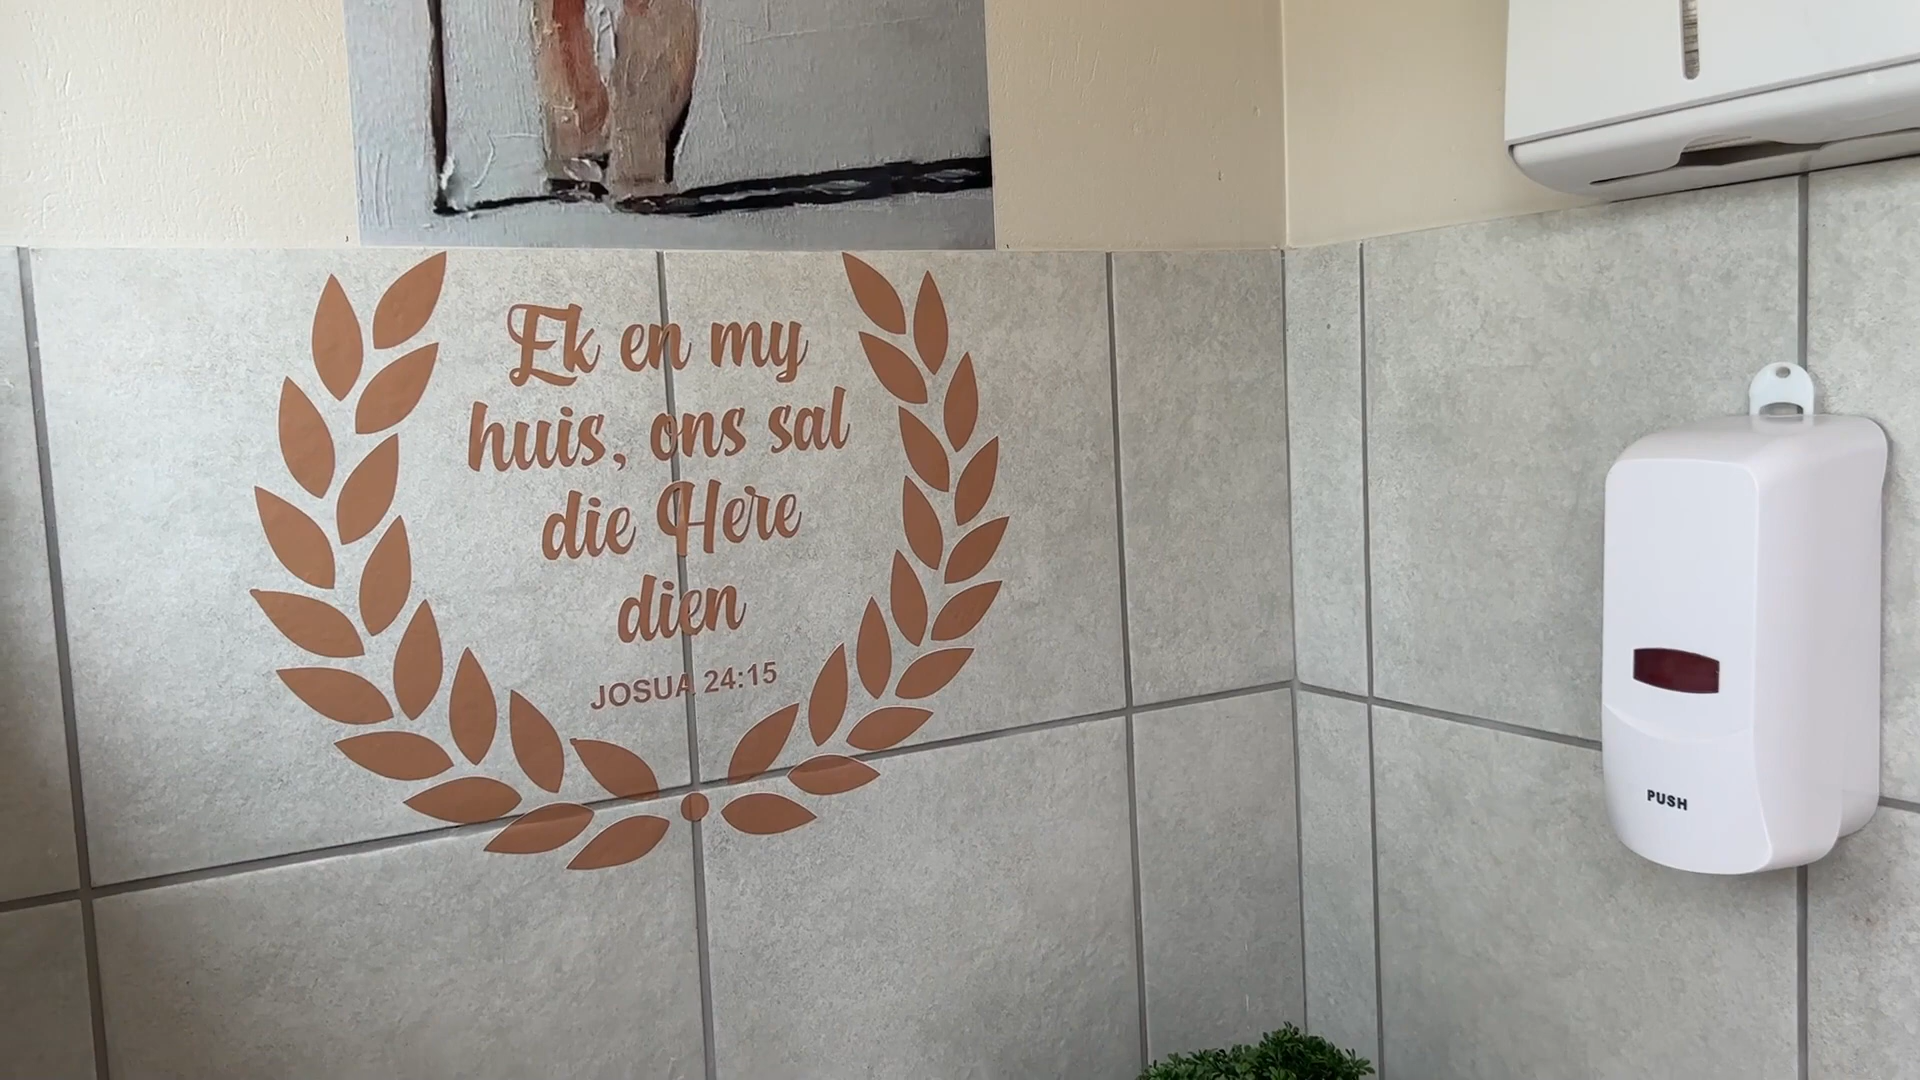 Ek en my
huis, ons sal
die Here
dien
JOSUA 24:15
PUSH